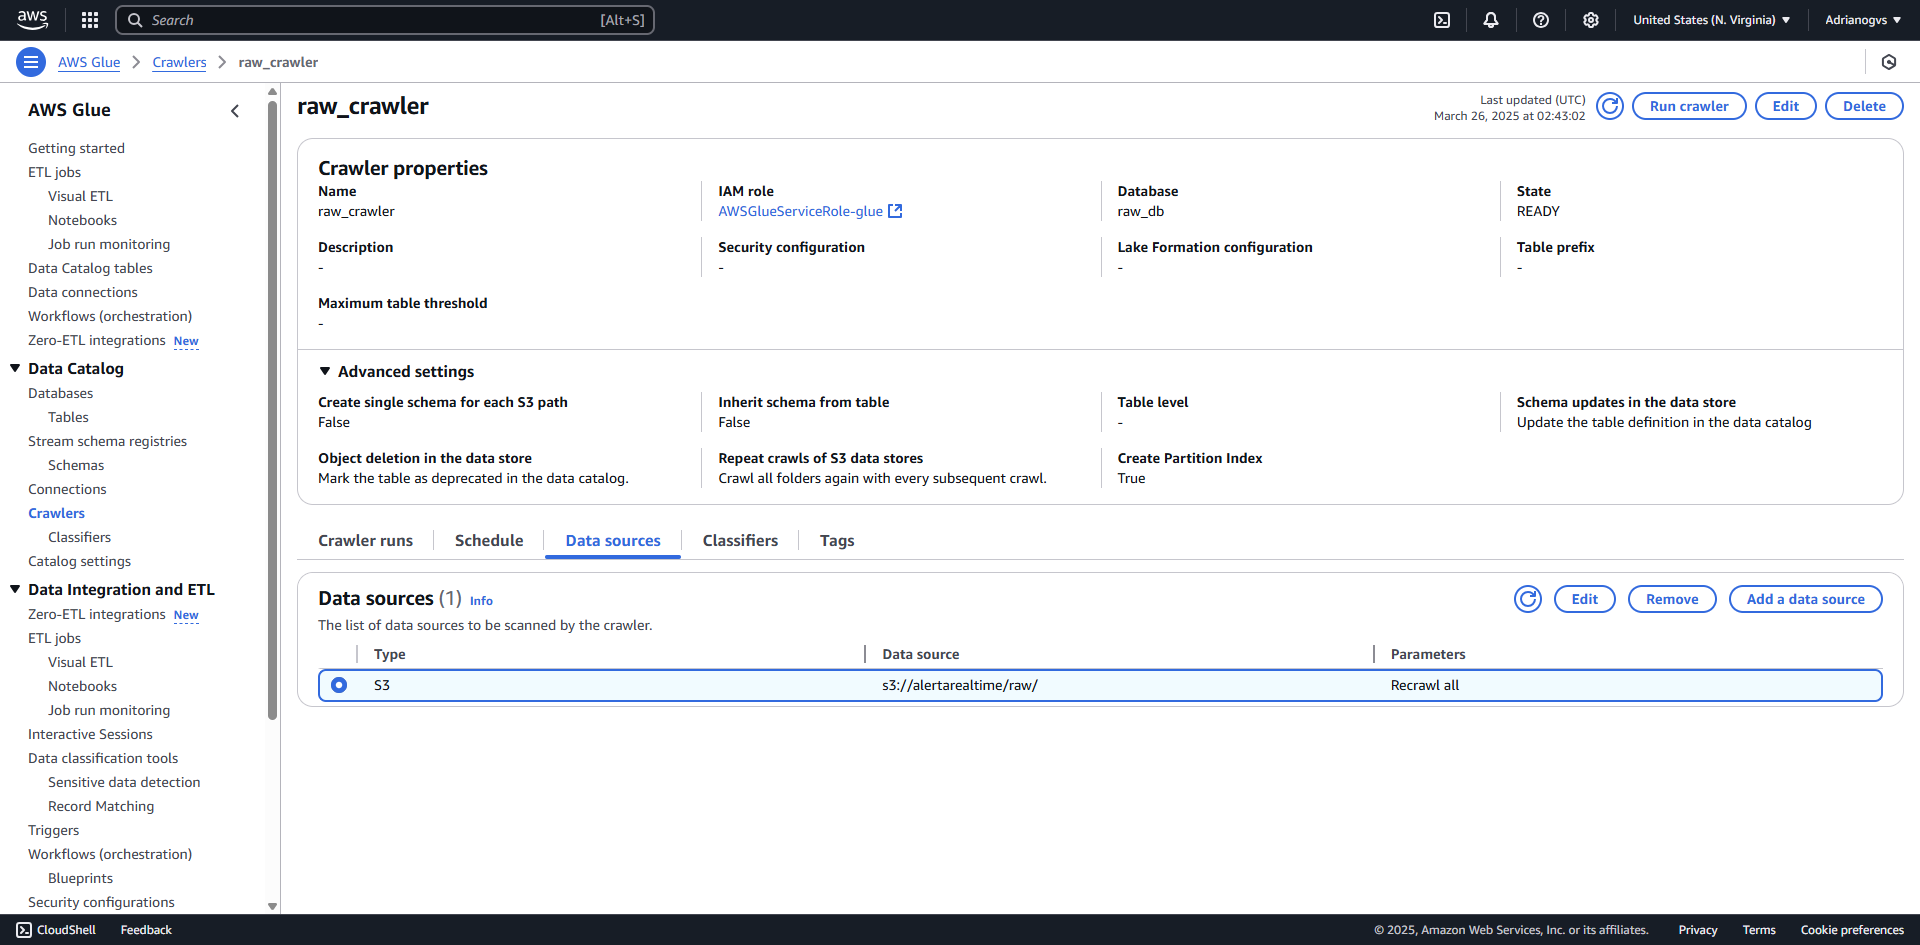 aws
Search [Alt+S]
United States (N. Virginia)
Adrianogvs
AWS Glue
Crawlers
raw_crawler
AWS Glue
Getting started
ETL jobs
Visual ETL
Notebooks
Job run monitoring
Data Catalog tables
Data connections
Workflows (orchestration)
Zero-ETL integrations New
Data Catalog
Databases
Tables
Stream schema registries
Schemas
Connections
Crawlers
Classifiers
Catalog settings
Data Integration and ETL
Zero-ETL integrations New
ETL jobs
Visual ETL
Notebooks
Job run monitoring
Interactive Sessions
Data classification tools
Sensitive data detection
Record Matching
Triggers
Workflows (orchestration)
Blueprints
Security configurations
raw_crawler
Last updated (UTC)
March 26, 2025 at 02:43:02
Run crawler
Edit
Delete
Crawler properties
Name
raw_crawler
IAM role
AWSGlueServiceRole-glue
Database
raw_db
State
READY
Description
-
Security configuration
-
Lake Formation configuration
-
Table prefix
-
Maximum table threshold
-
Advanced settings
Create single schema for each S3 path
False
Inherit schema from table
False
Table level
-
Schema updates in the data store
Update the table definition in the data catalog
Object deletion in the data store
Mark the table as deprecated in the data catalog.
Repeat crawls of S3 data stores
Crawl all folders again with every subsequent crawl.
Create Partition Index
True
Crawler runs
Schedule
Data sources
Classifiers
Tags
Data sources (1) Info
Edit
Remove
Add a data source
The list of data sources to be scanned by the crawler.
Type Data source Parameters
S3 s3://alertarealtime/raw/ Recrawl all
CloudShell
Feedback
© 2025, Amazon Web Services, Inc. or its affiliates.
Privacy
Terms
Cookie preferences